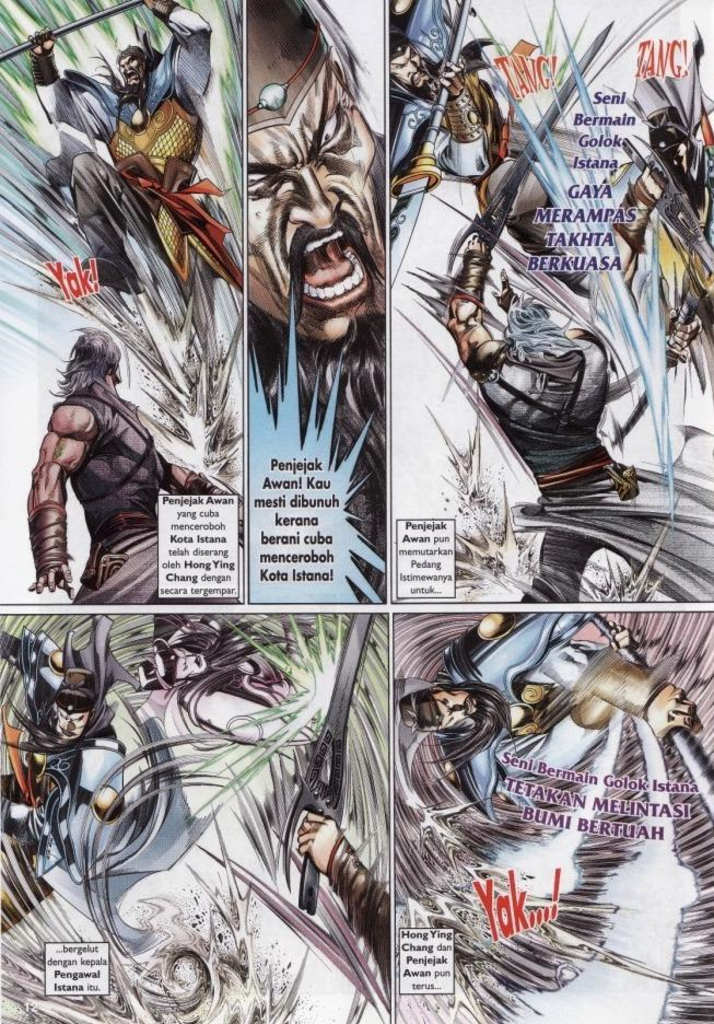 Yak!
Penjejak Awan
yang cuba
menceroboh
Kota Istana
telah diserang
oleh Hong Ying
Chang dengan
secara tergempar.
Penjejak
Awan! Kau
mesti dibunuh
kerana
berani cuba
menceroboh
Kota Istana!
TANG!
TANG!
Seni
Bermain
Golok
Istana
GAYA
MERAMPAS
TAKHTA
BERKUASA
Penjejak
Awan pun
memutarkan
Pedang
Istimewanya
untuk...
...bergelut
dengan kepala
Pengawal
Istana itu.
Seni Bermain Golok Istana
TETAKAN MELINTASI
BUMI BERTUAH
Yak....!
Hong Ying
Chang dan
Penjejak
Awan pun
terus...
12